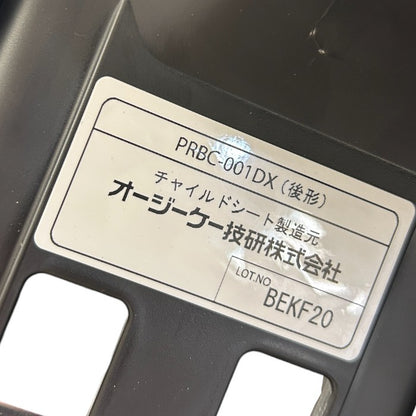 PRBC-001DX（後形）
チャイルドシート製造元
オージーケー技研株式会社
LOT.NO
BEKF20